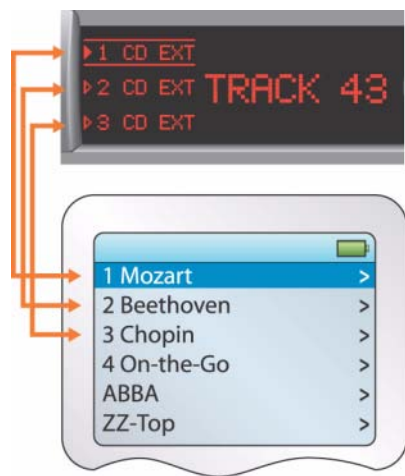 1 CD EXT
2 CD EXT TRACK 43
3 CD EXT
1 Mozart >
2 Beethoven >
3 Chopin >
4 On-the-Go >
ABBA >
ZZ-Top >